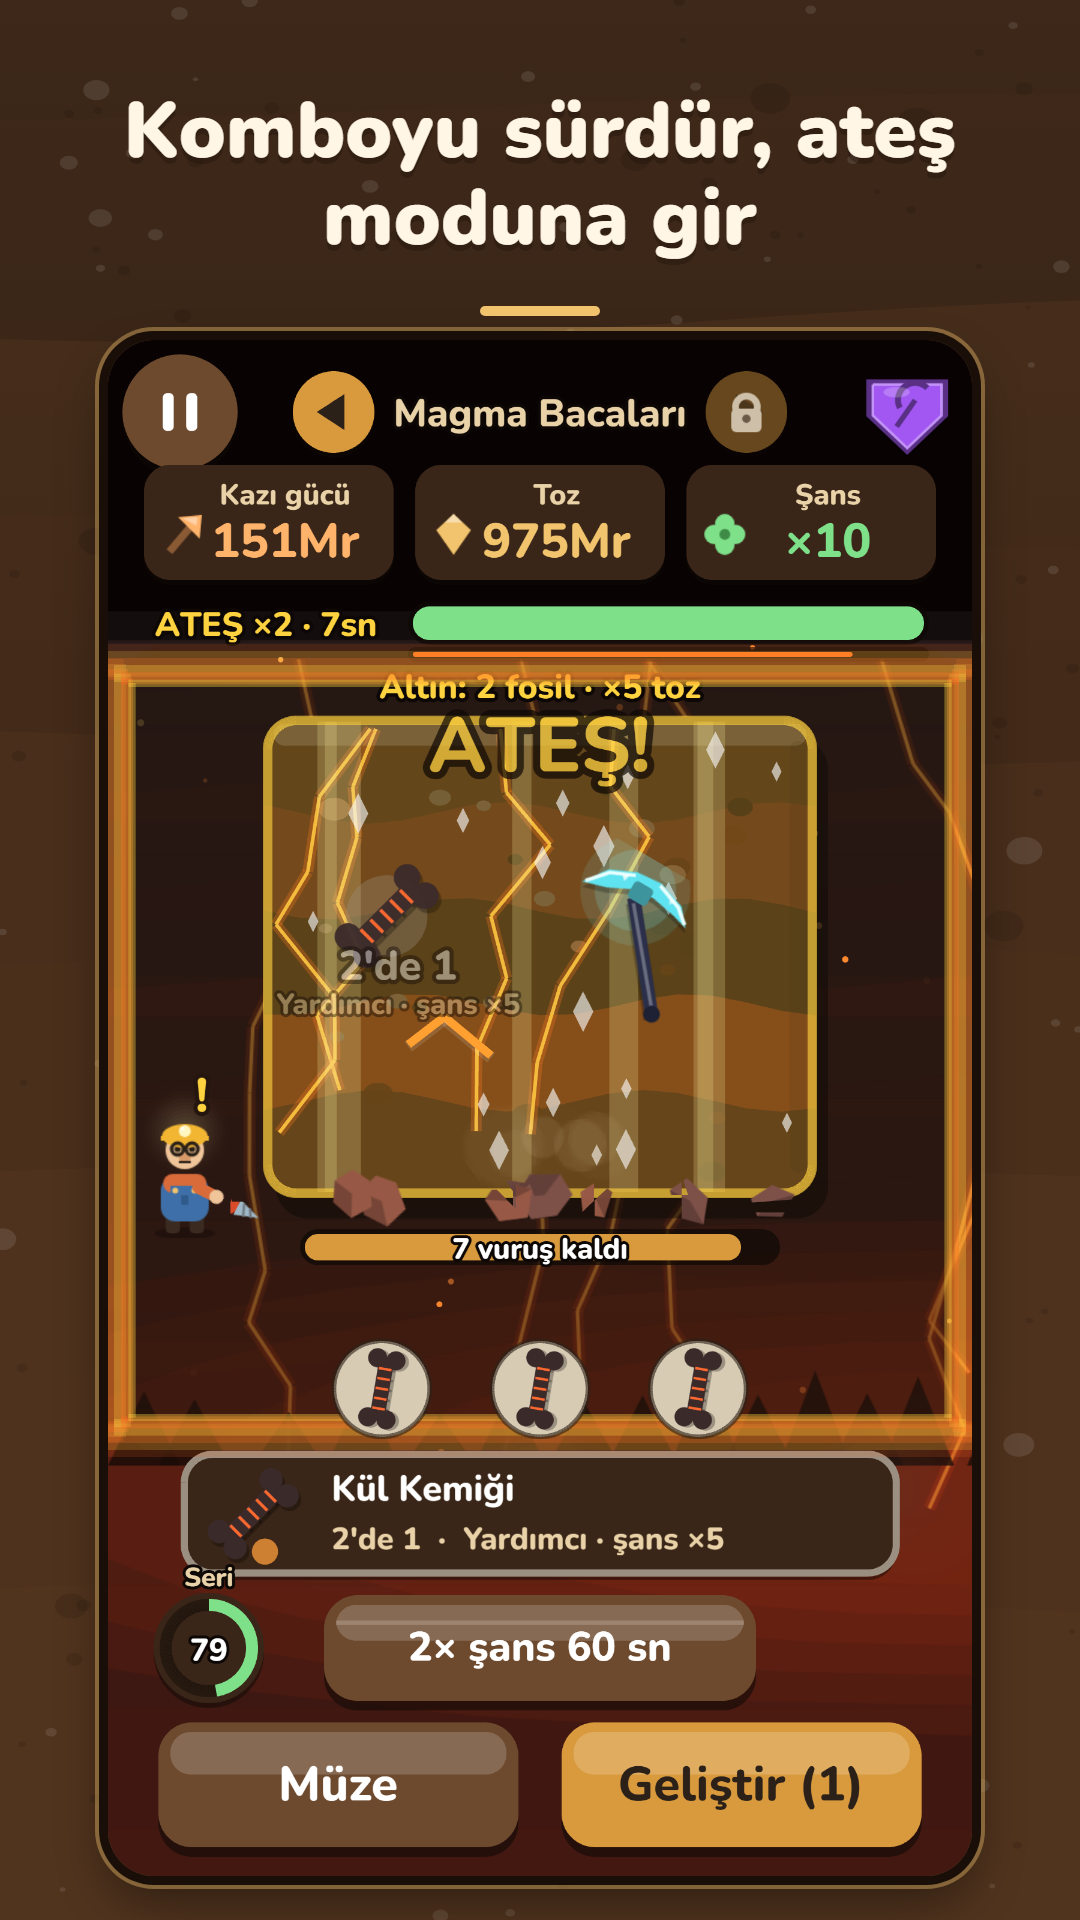 Komboyu sürdür, ateş
moduna gir
Magma Bacaları
Kazı gücü
151Mr
Toz
975Mr
Şans
×10
ATEŞ ×2 · 7sn
Altın: 2 fosil · ×5 toz
ATEŞ!
2'de 1
Yardımcı · şans ×5
!
7 vuruş kaldı
Kül Kemiği
2'de 1 · Yardımcı · şans ×5
Seri
79
2× şans 60 sn
Müze
Geliştir (1)